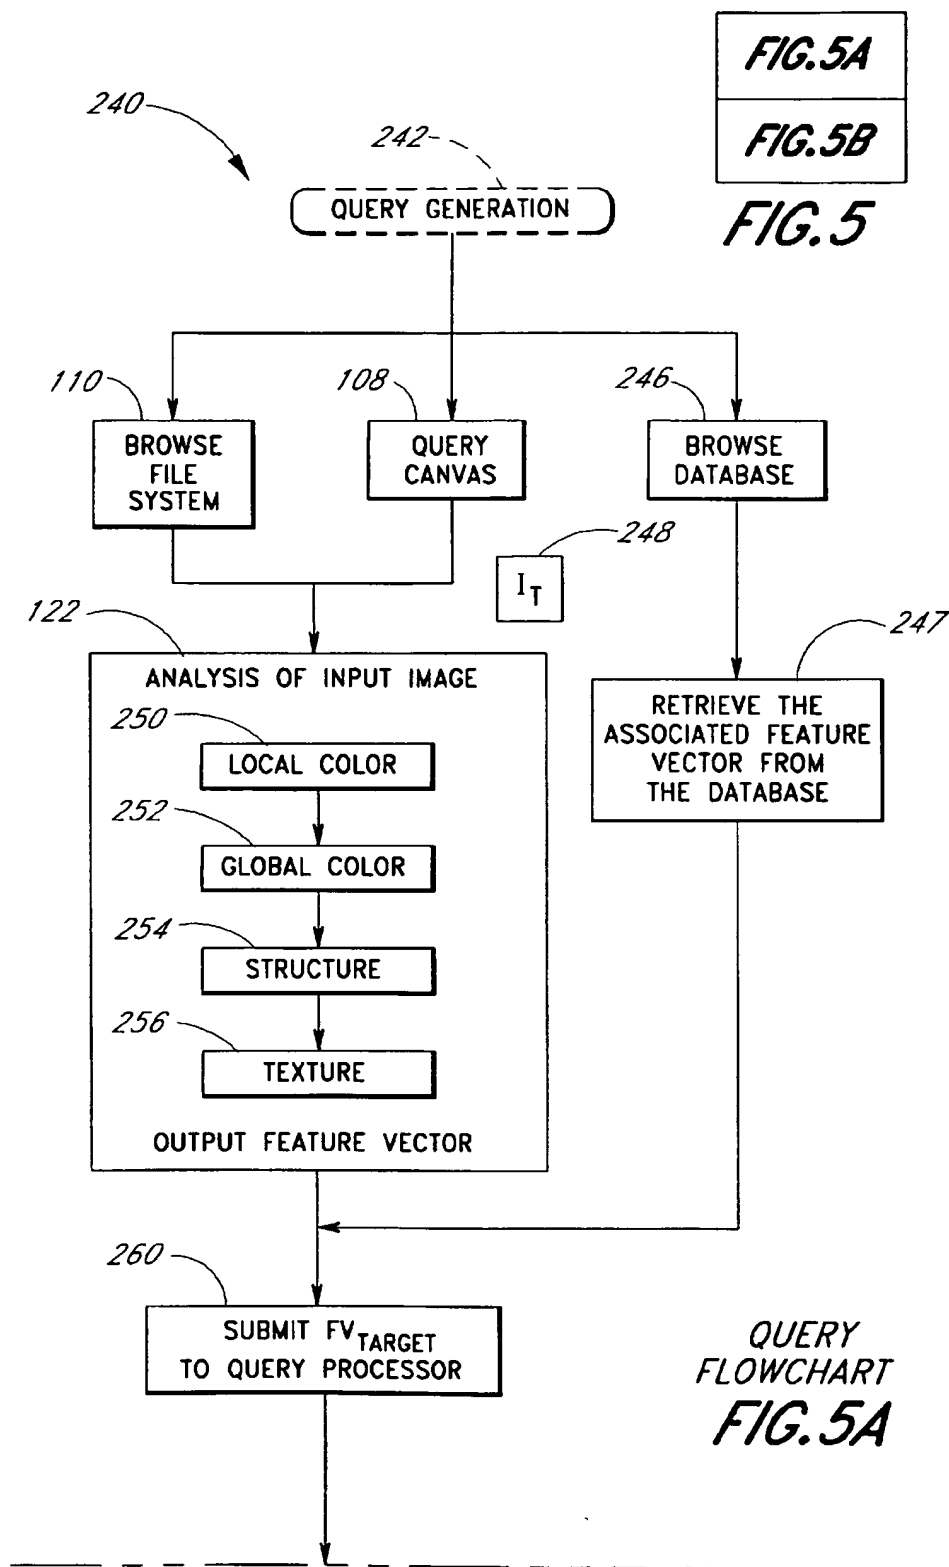 FIG.5A
FIG.5B
FIG.5
240
242
QUERY GENERATION
110
108
246
BROWSE
FILE
SYSTEM
QUERY
CANVAS
BROWSE
DATABASE
248
I_T
122
247
ANALYSIS OF INPUT IMAGE
RETRIEVE THE
ASSOCIATED FEATURE
VECTOR FROM
THE DATABASE
250
LOCAL COLOR
252
GLOBAL COLOR
254
STRUCTURE
256
TEXTURE
OUTPUT FEATURE VECTOR
260
SUBMIT FV_TARGET
TO QUERY PROCESSOR
QUERY
FLOWCHART
FIG.5A